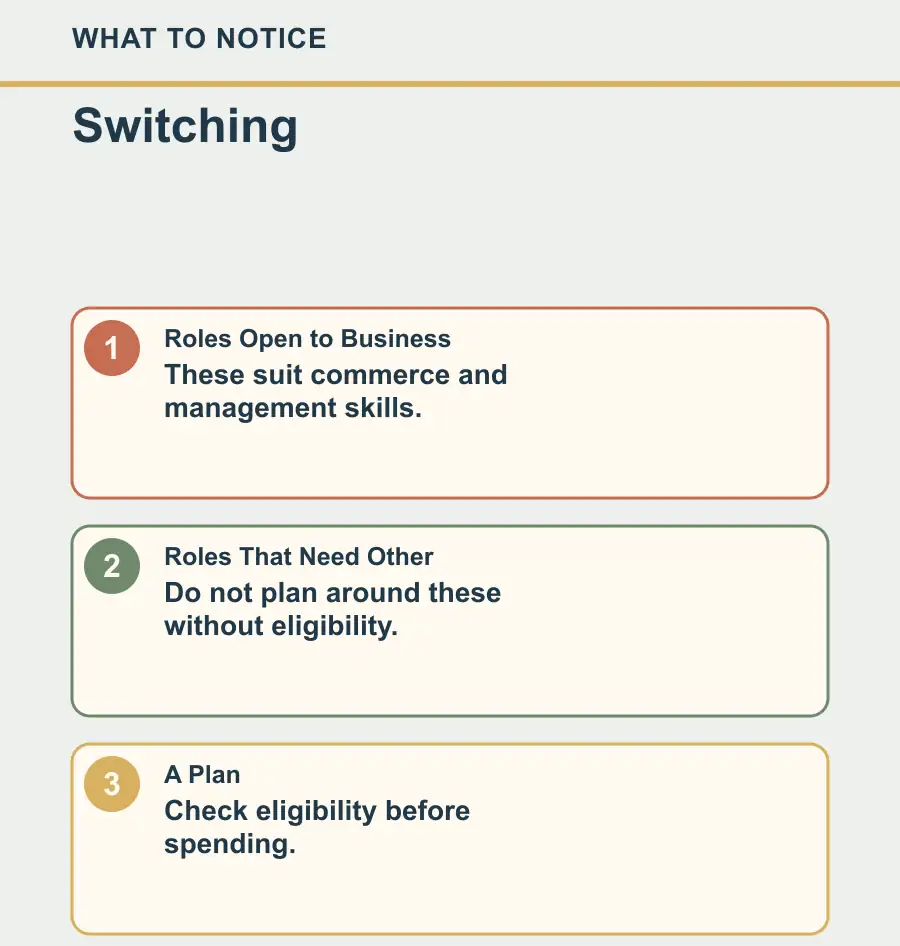 WHAT TO NOTICE
Switching
1
Roles Open to Business
These suit commerce and
management skills.
2
Roles That Need Other
Do not plan around these
without eligibility.
3
A Plan
Check eligibility before
spending.